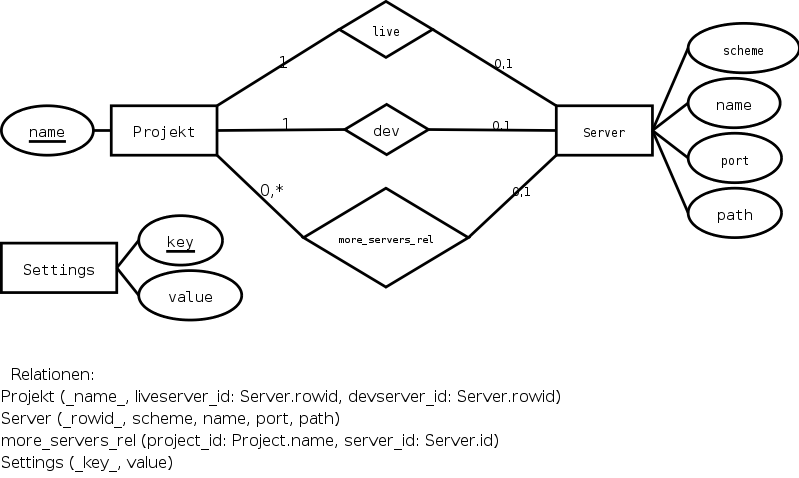 live
1
0,1
scheme
name
Projekt
1
dev
0,1
Server
name
port
path
0,*
more_servers_rel
0,1
key
Settings
value
Relationen:
Projekt (_name_, liveserver_id: Server.rowid, devserver_id: Server.rowid)
Server (_rowid_, scheme, name, port, path)
more_servers_rel (project_id: Project.name, server_id: Server.id)
Settings (_key_, value)